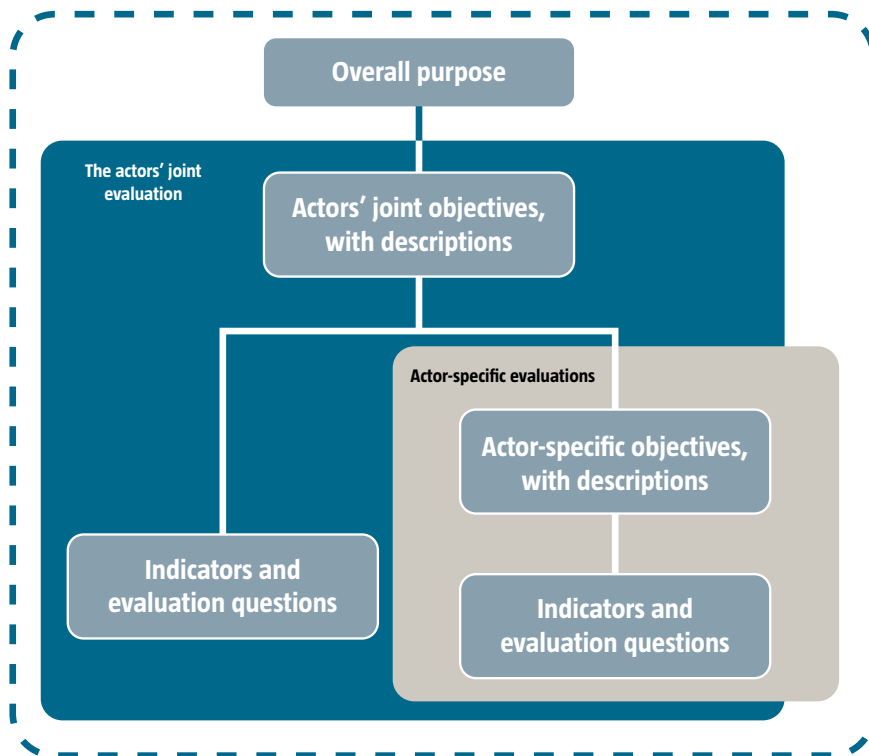 Overall purpose
The actors’ joint
evaluation
Actors’ joint objectives,
with descriptions
Actor-specific evaluations
Actor-specific objectives,
with descriptions
Indicators and
evaluation questions
Indicators and
evaluation questions